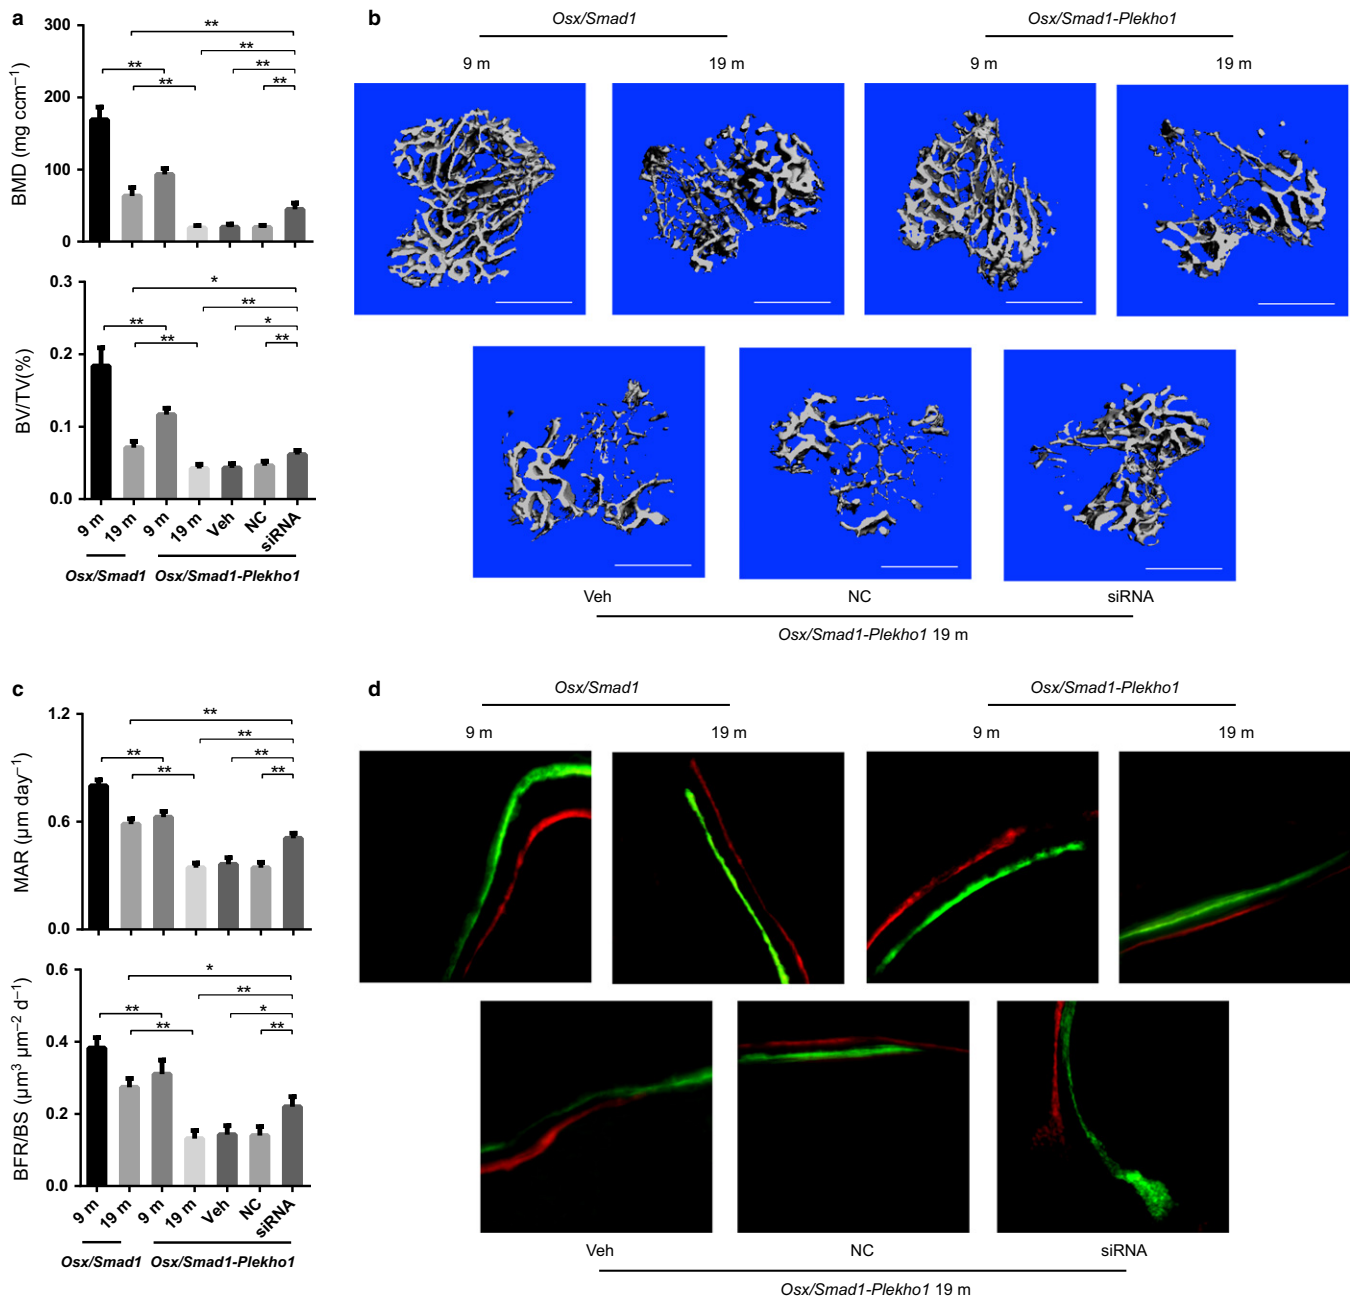 a
300
200
100
0
BMD (mg ccm⁻¹)
**
**
**
**
**
**
0.3
0.2
0.1
0.0
BV/TV(%)
*
**
*
**
**
**
9 m
19 m
9 m
19 m
Veh
NC
siRNA
Osx/Smad1 Osx/Smad1-Plekho1
b
Osx/Smad1 Osx/Smad1-Plekho1
9 m 19 m 9 m 19 m
Veh NC siRNA
Osx/Smad1-Plekho1 19 m
c
1.2
0.6
0.0
MAR (µm day⁻¹)
**
**
**
**
**
**
0.6
0.4
0.2
0.0
BFR/BS (µm³ µm⁻² d⁻¹)
*
**
*
**
**
**
9 m
19 m
9 m
19 m
Veh
NC
siRNA
Osx/Smad1 Osx/Smad1-Plekho1
d
Osx/Smad1 Osx/Smad1-Plekho1
9 m 19 m 9 m 19 m
Veh NC siRNA
Osx/Smad1-Plekho1 19 m